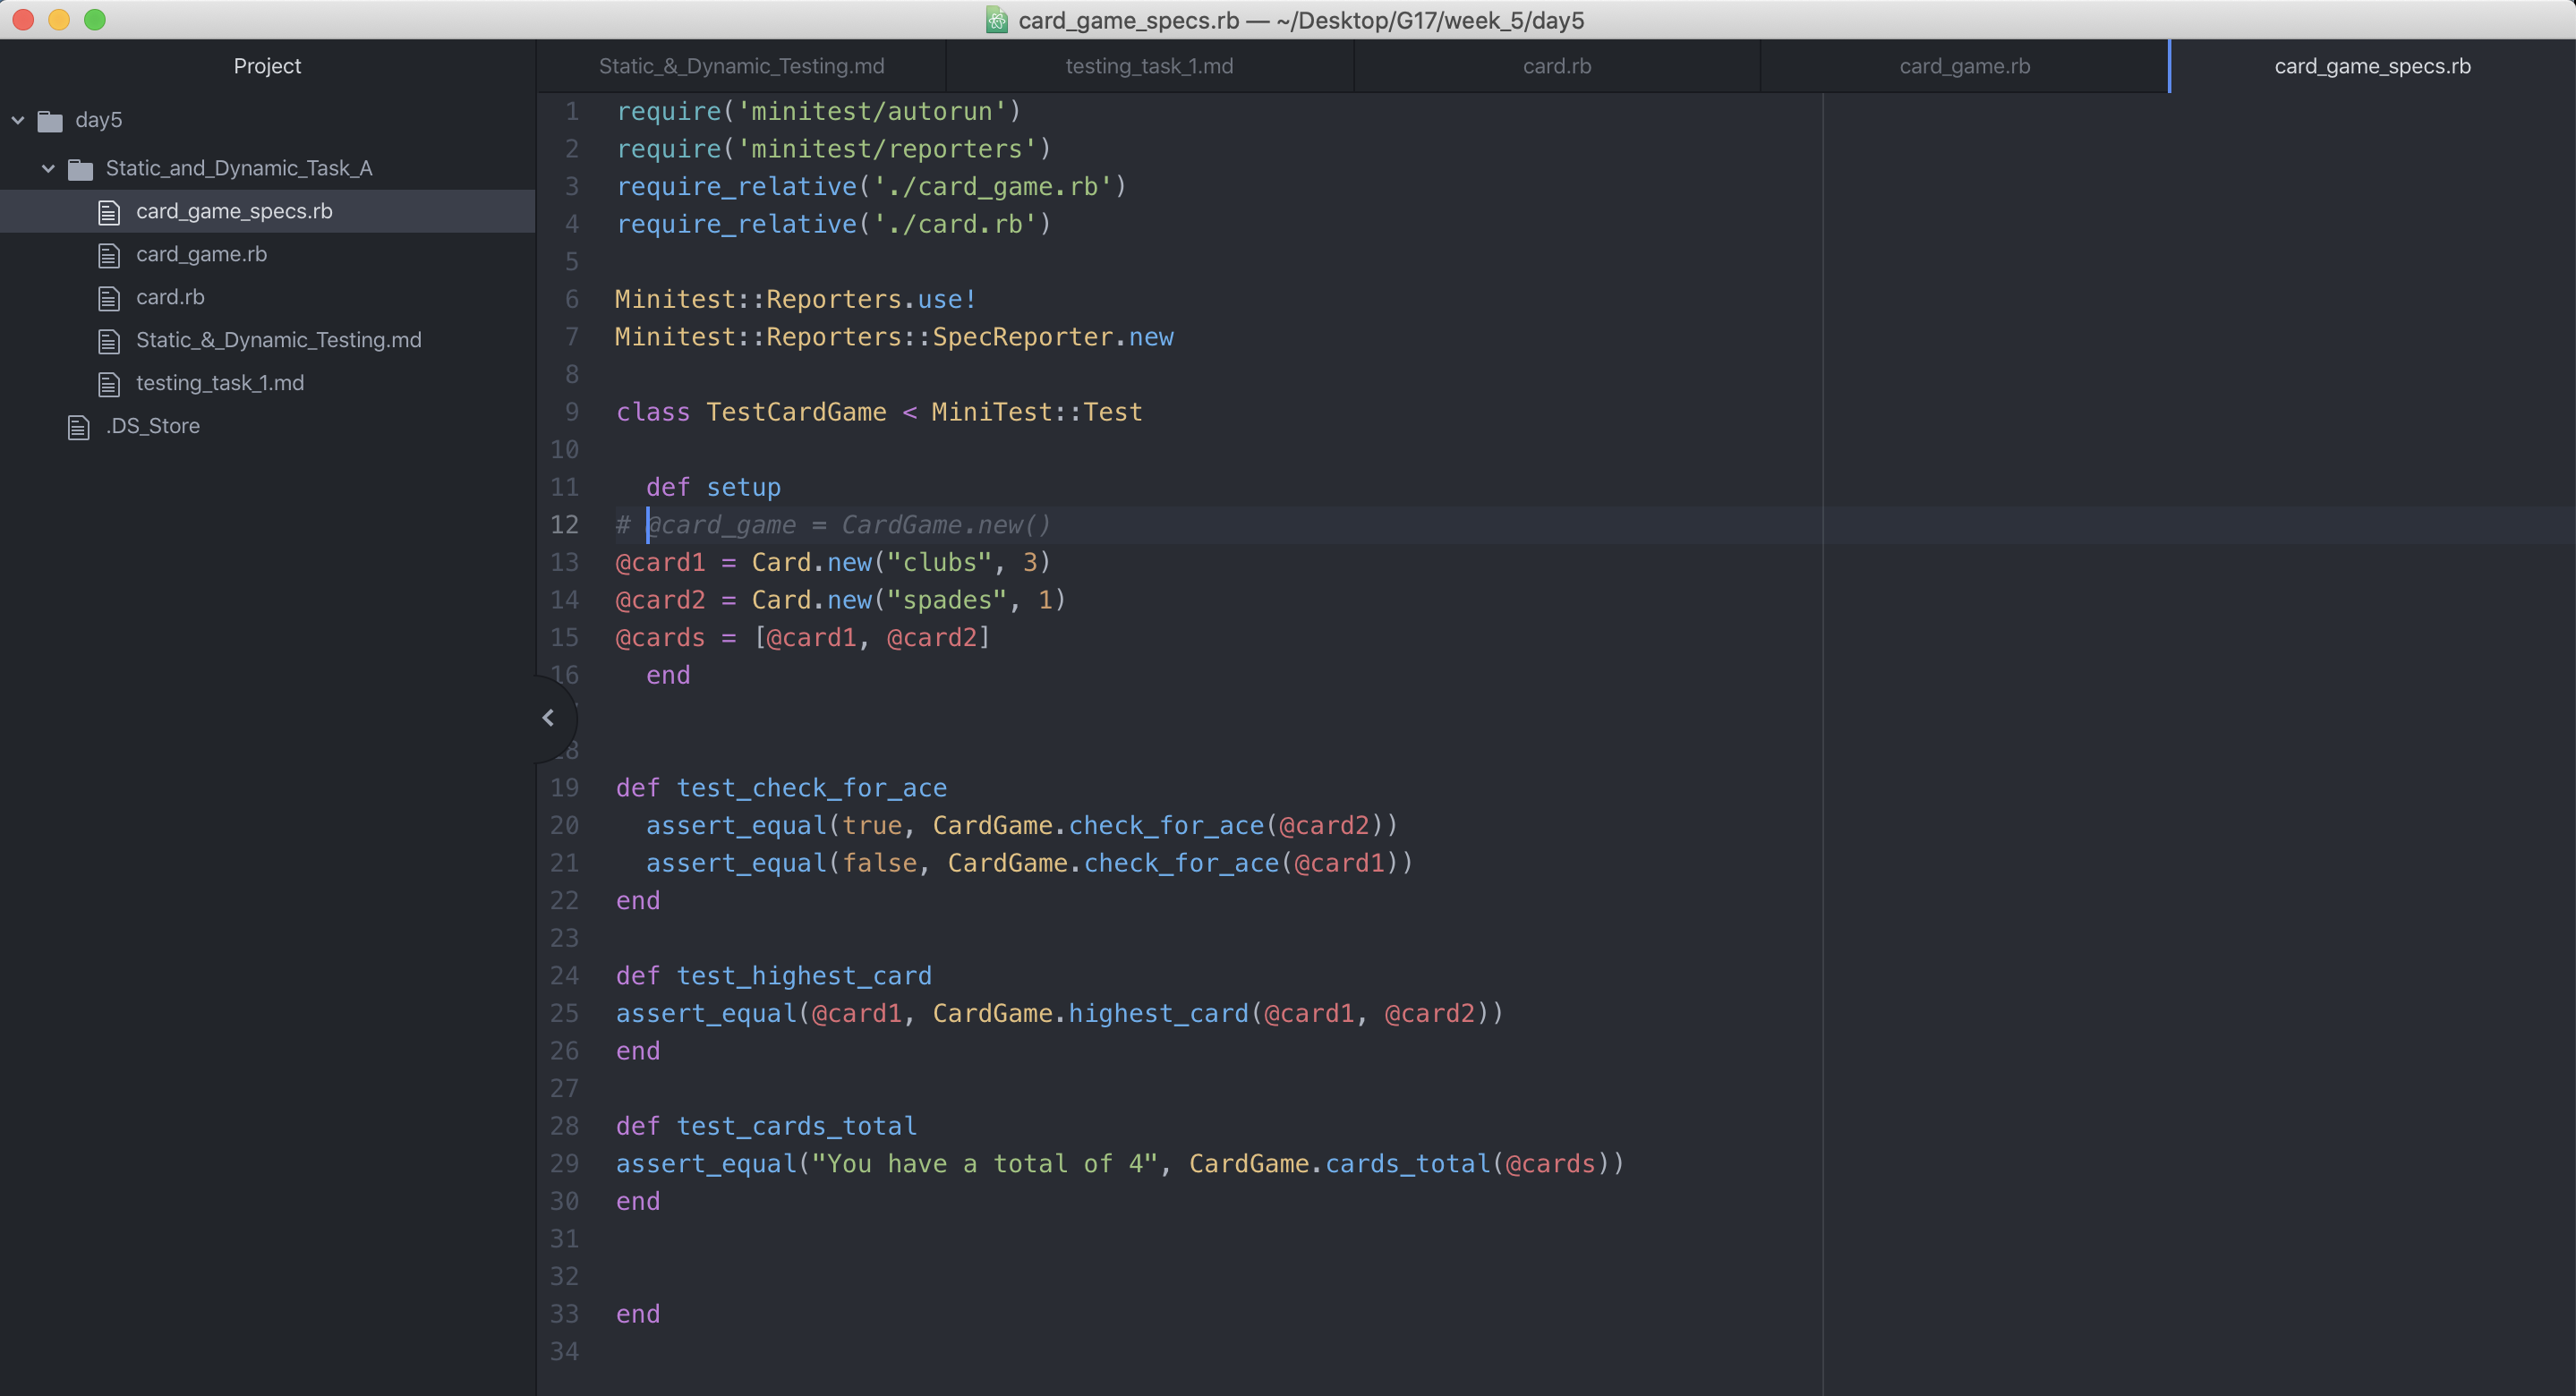 card_game_specs.rb — ~/Desktop/G17/week_5/day5
Project
day5
Static_and_Dynamic_Task_A
card_game_specs.rb
card_game.rb
card.rb
Static_&_Dynamic_Testing.md
testing_task_1.md
.DS_Store
Static_&_Dynamic_Testing.md
testing_task_1.md
card.rb
card_game.rb
card_game_specs.rb
1 require('minitest/autorun')
2 require('minitest/reporters')
3 require_relative('./card_game.rb')
4 require_relative('./card.rb')
5
6 Minitest::Reporters.use!
7 Minitest::Reporters::SpecReporter.new
8
9 class TestCardGame < MiniTest::Test
10
11   def setup
12 # @card_game = CardGame.new()
13 @card1 = Card.new("clubs", 3)
14 @card2 = Card.new("spades", 1)
15 @cards = [@card1, @card2]
16   end
8
19 def test_check_for_ace
20   assert_equal(true, CardGame.check_for_ace(@card2))
21   assert_equal(false, CardGame.check_for_ace(@card1))
22 end
23
24 def test_highest_card
25 assert_equal(@card1, CardGame.highest_card(@card1, @card2))
26 end
27
28 def test_cards_total
29 assert_equal("You have a total of 4", CardGame.cards_total(@cards))
30 end
31
32
33 end
34